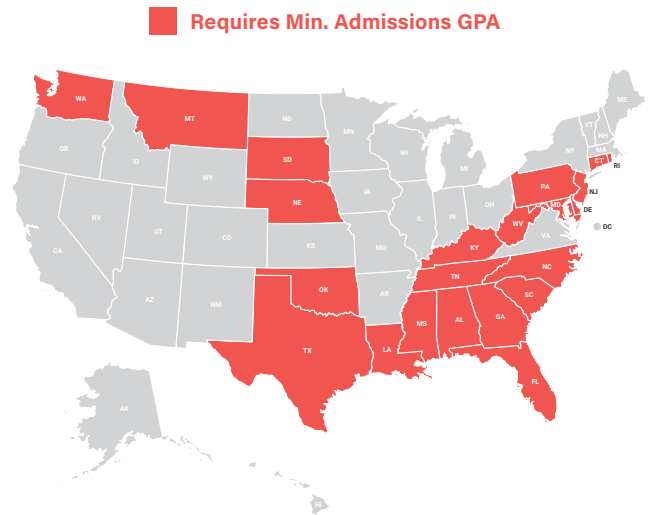 Requires Min. Admissions GPA
WA
MT
ND
MN
ME
VT
NH
OR
ID
SD
WI
MI
NY
MA
CT
RI
WY
NE
IA
PA
NJ
NV
UT
CO
KS
MO
IL
IN
OH
WV
MD
DE
VA
DC
CA
KY
AZ
NM
OK
AR
TN
NC
SC
TX
LA
MS
AL
GA
FL
AK
HI